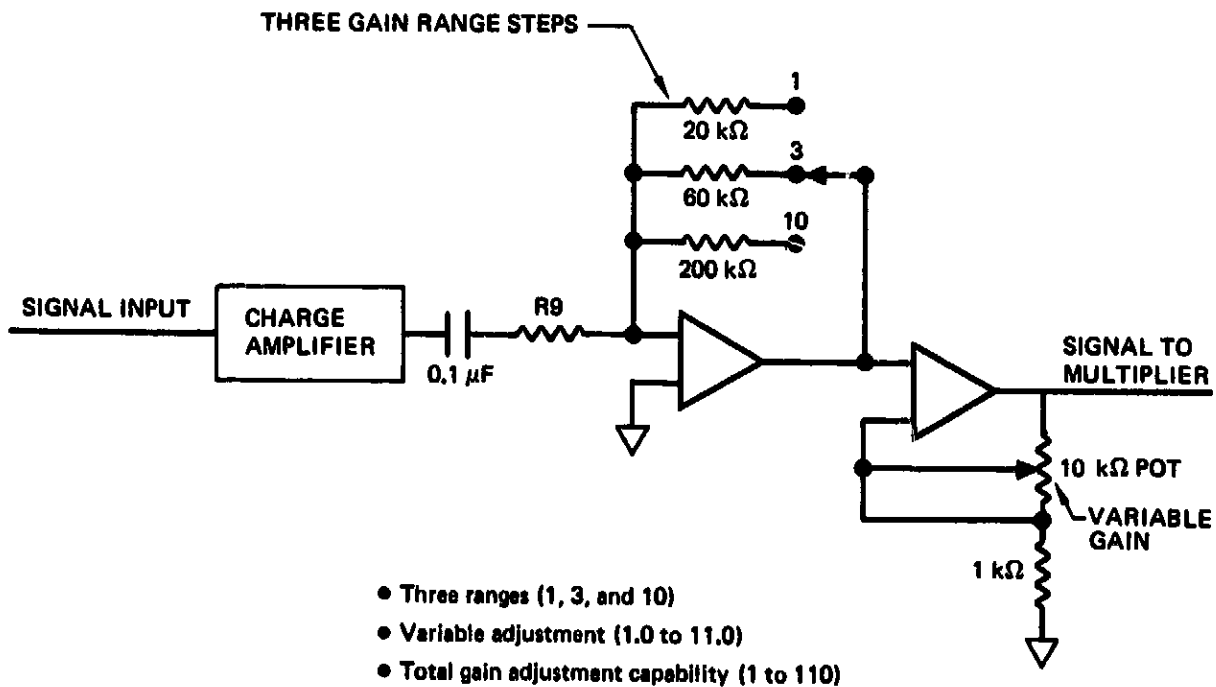 THREE GAIN RANGE STEPS
1
20 kΩ
3
60 kΩ
10
200 kΩ
SIGNAL INPUT
CHARGE
AMPLIFIER
0.1 μF
R9
SIGNAL TO
MULTIPLIER
10 kΩ POT
VARIABLE
GAIN
1 kΩ
● Three ranges (1, 3, and 10)
● Variable adjustment (1.0 to 11.0)
● Total gain adjustment capability (1 to 110)